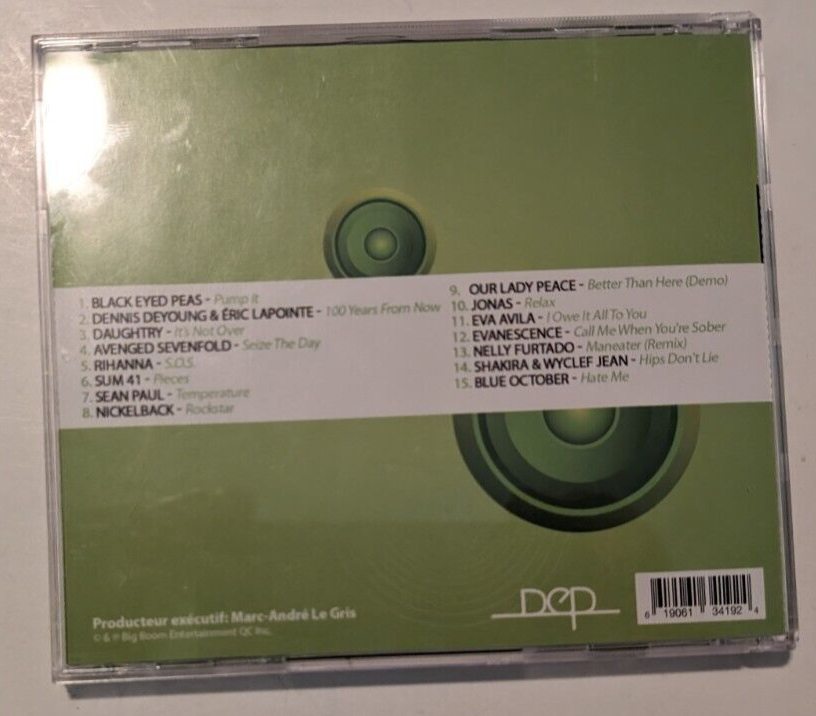 1. BLACK EYED PEAS - Pump It
2. DENNIS DEYOUNG & ÉRIC LAPOINTE - 100 Years From Now
3. DAUGHTRY - It's Not Over
4. AVENGED SEVENFOLD - Seize The Day
5. RIHANNA - S.O.S.
6. SUM 41 - Pieces
7. SEAN PAUL - Temperature
8. NICKELBACK - Rockstar
9. OUR LADY PEACE - Better Than Here (Demo)
10. JONAS - Relax
11. EVA AVILA - I Owe It All To You
12. EVANESCENCE - Call Me When You're Sober
13. NELLY FURTADO - Maneater (Remix)
14. SHAKIRA & WYCLEF JEAN - Hips Don't Lie
15. BLUE OCTOBER - Hate Me
Producteur exécutif: Marc-André Le Gris
© & ℗ Big Boom Entertainment QC Inc.
DEP
6 19061 34192 4